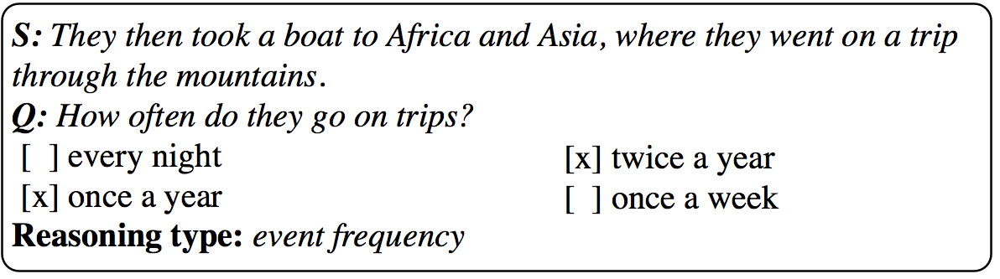 S: They then took a boat to Africa and Asia, where they went on a trip
through the mountains.
Q: How often do they go on trips?
[ ] every night [x] twice a year
[x] once a year [ ] once a week
Reasoning type: event frequency